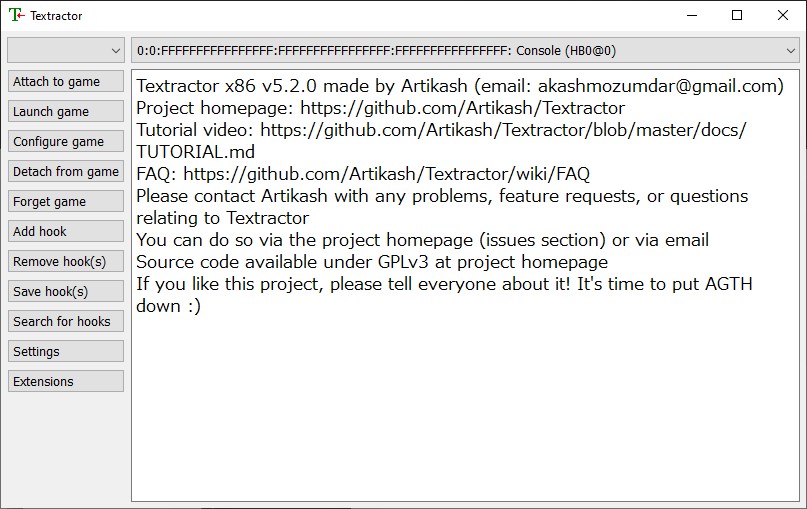 Textractor
0:0:FFFFFFFFFFFFFFFF:FFFFFFFFFFFFFFFF:FFFFFFFFFFFFFFFF: Console (HB0@0)
Attach to game
Launch game
Configure game
Detach from game
Forget game
Add hook
Remove hook(s)
Save hook(s)
Search for hooks
Settings
Extensions
Textractor x86 v5.2.0 made by Artikash (email: akashmozumdar@gmail.com)
Project homepage: https://github.com/Artikash/Textractor
Tutorial video: https://github.com/Artikash/Textractor/blob/master/docs/
TUTORIAL.md
FAQ: https://github.com/Artikash/Textractor/wiki/FAQ
Please contact Artikash with any problems, feature requests, or questions
relating to Textractor
You can do so via the project homepage (issues section) or via email
Source code available under GPLv3 at project homepage
If you like this project, please tell everyone about it! It's time to put AGTH
down :)